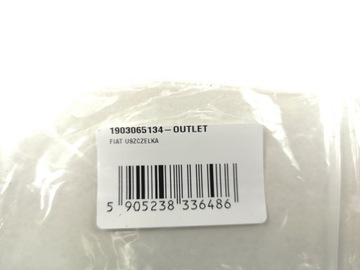 1903065134-OUTLET
FIAT USZCZELKA
5 905238 336486